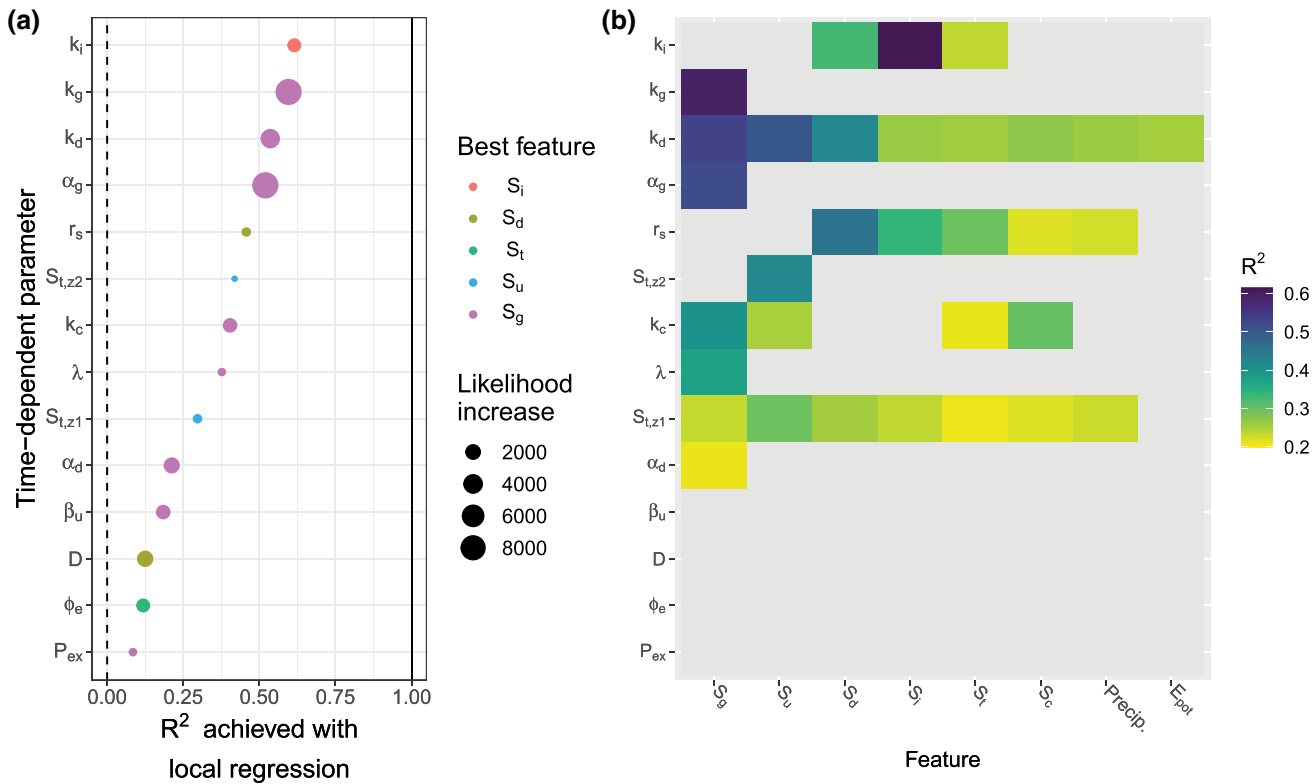 (a)
Time-dependent parameter
k_i
k_g
k_d
α_g
r_s
S_t,z2
k_c
λ
S_t,z1
α_d
β_u
D
ϕ_e
P_ex
0.00 0.25 0.50 0.75 1.00
R² achieved with
local regression
Best feature
S_i
S_d
S_t
S_u
S_g
Likelihood
increase
2000
4000
6000
8000
(b)
k_i
k_g
k_d
α_g
r_s
S_t,z2
k_c
λ
S_t,z1
α_d
β_u
D
ϕ_e
P_ex
S_g S_u S_d S_i S_t S_c Precip. E_pot
Feature
R²
0.6
0.5
0.4
0.3
0.2